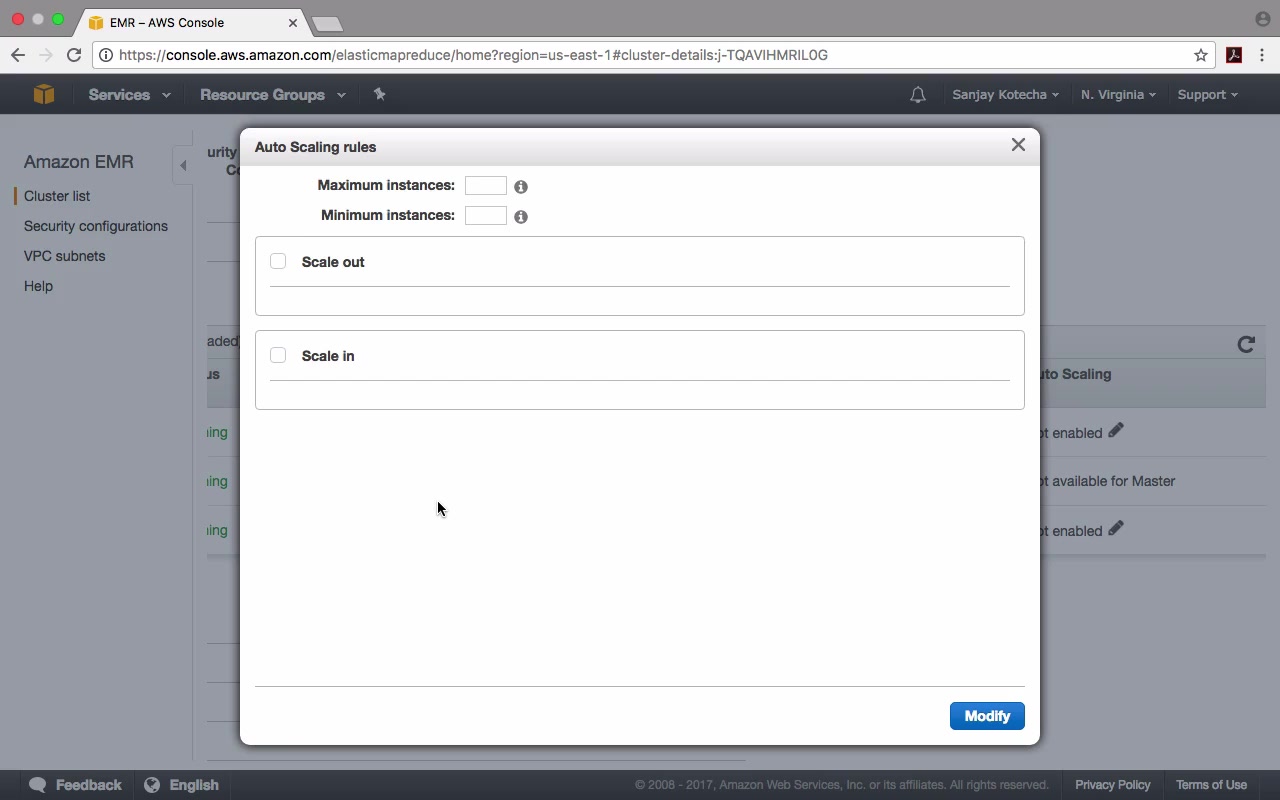 EMR – AWS Console
https://console.aws.amazon.com/elasticmapreduce/home?region=us-east-1#cluster-details:j-TQAVIHMRIL0G
Services
Resource Groups
Sanjay Kotecha
N. Virginia
Support
Amazon EMR
Cluster list
Security configurations
VPC subnets
Help
urity
Auto Scaling rules
Maximum instances:
Minimum instances:
Scale out
Scale in
Modify
aded)
us
uto Scaling
ning
ot enabled
ning
ot available for Master
ning
ot enabled
Feedback
English
© 2008 - 2017, Amazon Web Services, Inc. or its affiliates. All rights reserved.
Privacy Policy
Terms of Use